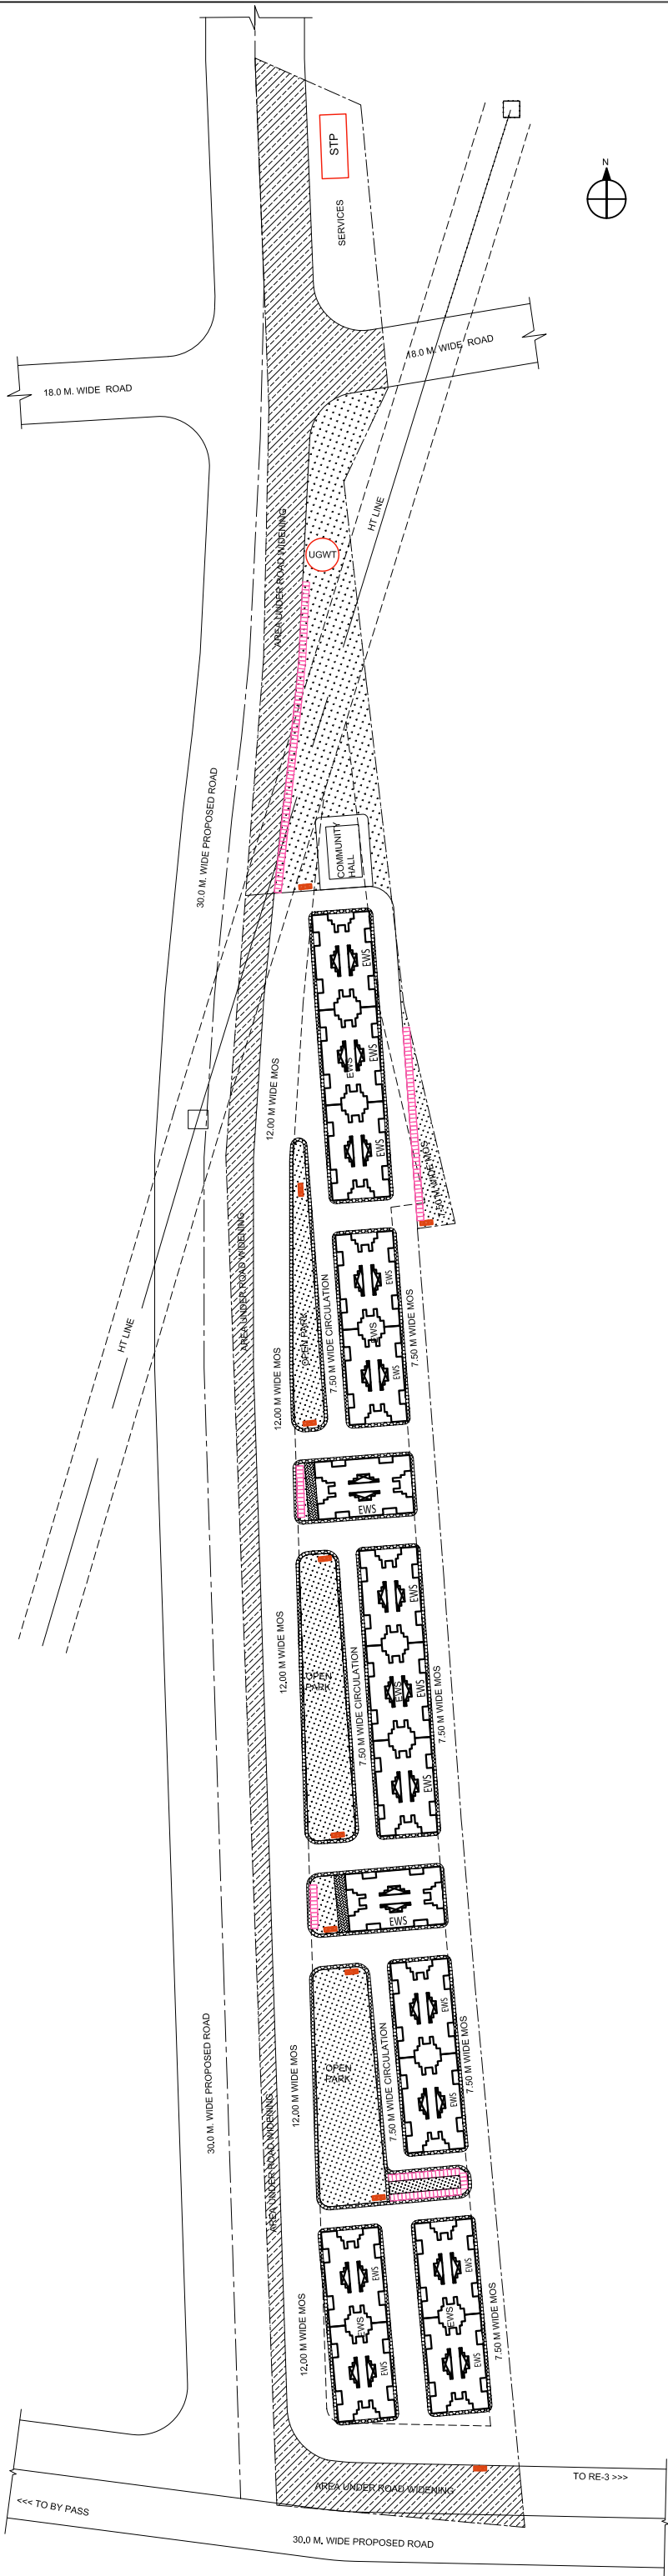 STP
N
SERVICES
18.0 M. WIDE ROAD
18.0 M. WIDE ROAD
HT LINE
AREA UNDER ROAD WIDENING
UGWT
30.0 M. WIDE PROPOSED ROAD
COMMUNITY
HALL
EWS
EWS
EWS
EWS
12.00 M WIDE MOS
7.50 M WIDE MOS
AREA UNDER ROAD WIDENING
HT LINE
OPEN PARK
7.50 M WIDE CIRCULATION
EWS
EWS
EWS
7.50 M WIDE MOS
12.00 M WIDE MOS
EWS
12.00 M WIDE MOS
OPEN
PARK
7.50 M WIDE CIRCULATION
EWS
EWS
EWS
EWS
7.50 M WIDE MOS
EWS
30.0 M. WIDE PROPOSED ROAD
AREA UNDER ROAD WIDENING
12.00 M WIDE MOS
OPEN
PARK
7.50 M WIDE CIRCULATION
EWS
EWS
7.50 M WIDE MOS
12.00 M WIDE MOS
EWS
EWS
EWS
EWS
EWS
EWS
7.50 M WIDE MOS
AREA UNDER ROAD WIDENING
TO RE-3 >>>
<<< TO BY PASS
30.0 M. WIDE PROPOSED ROAD